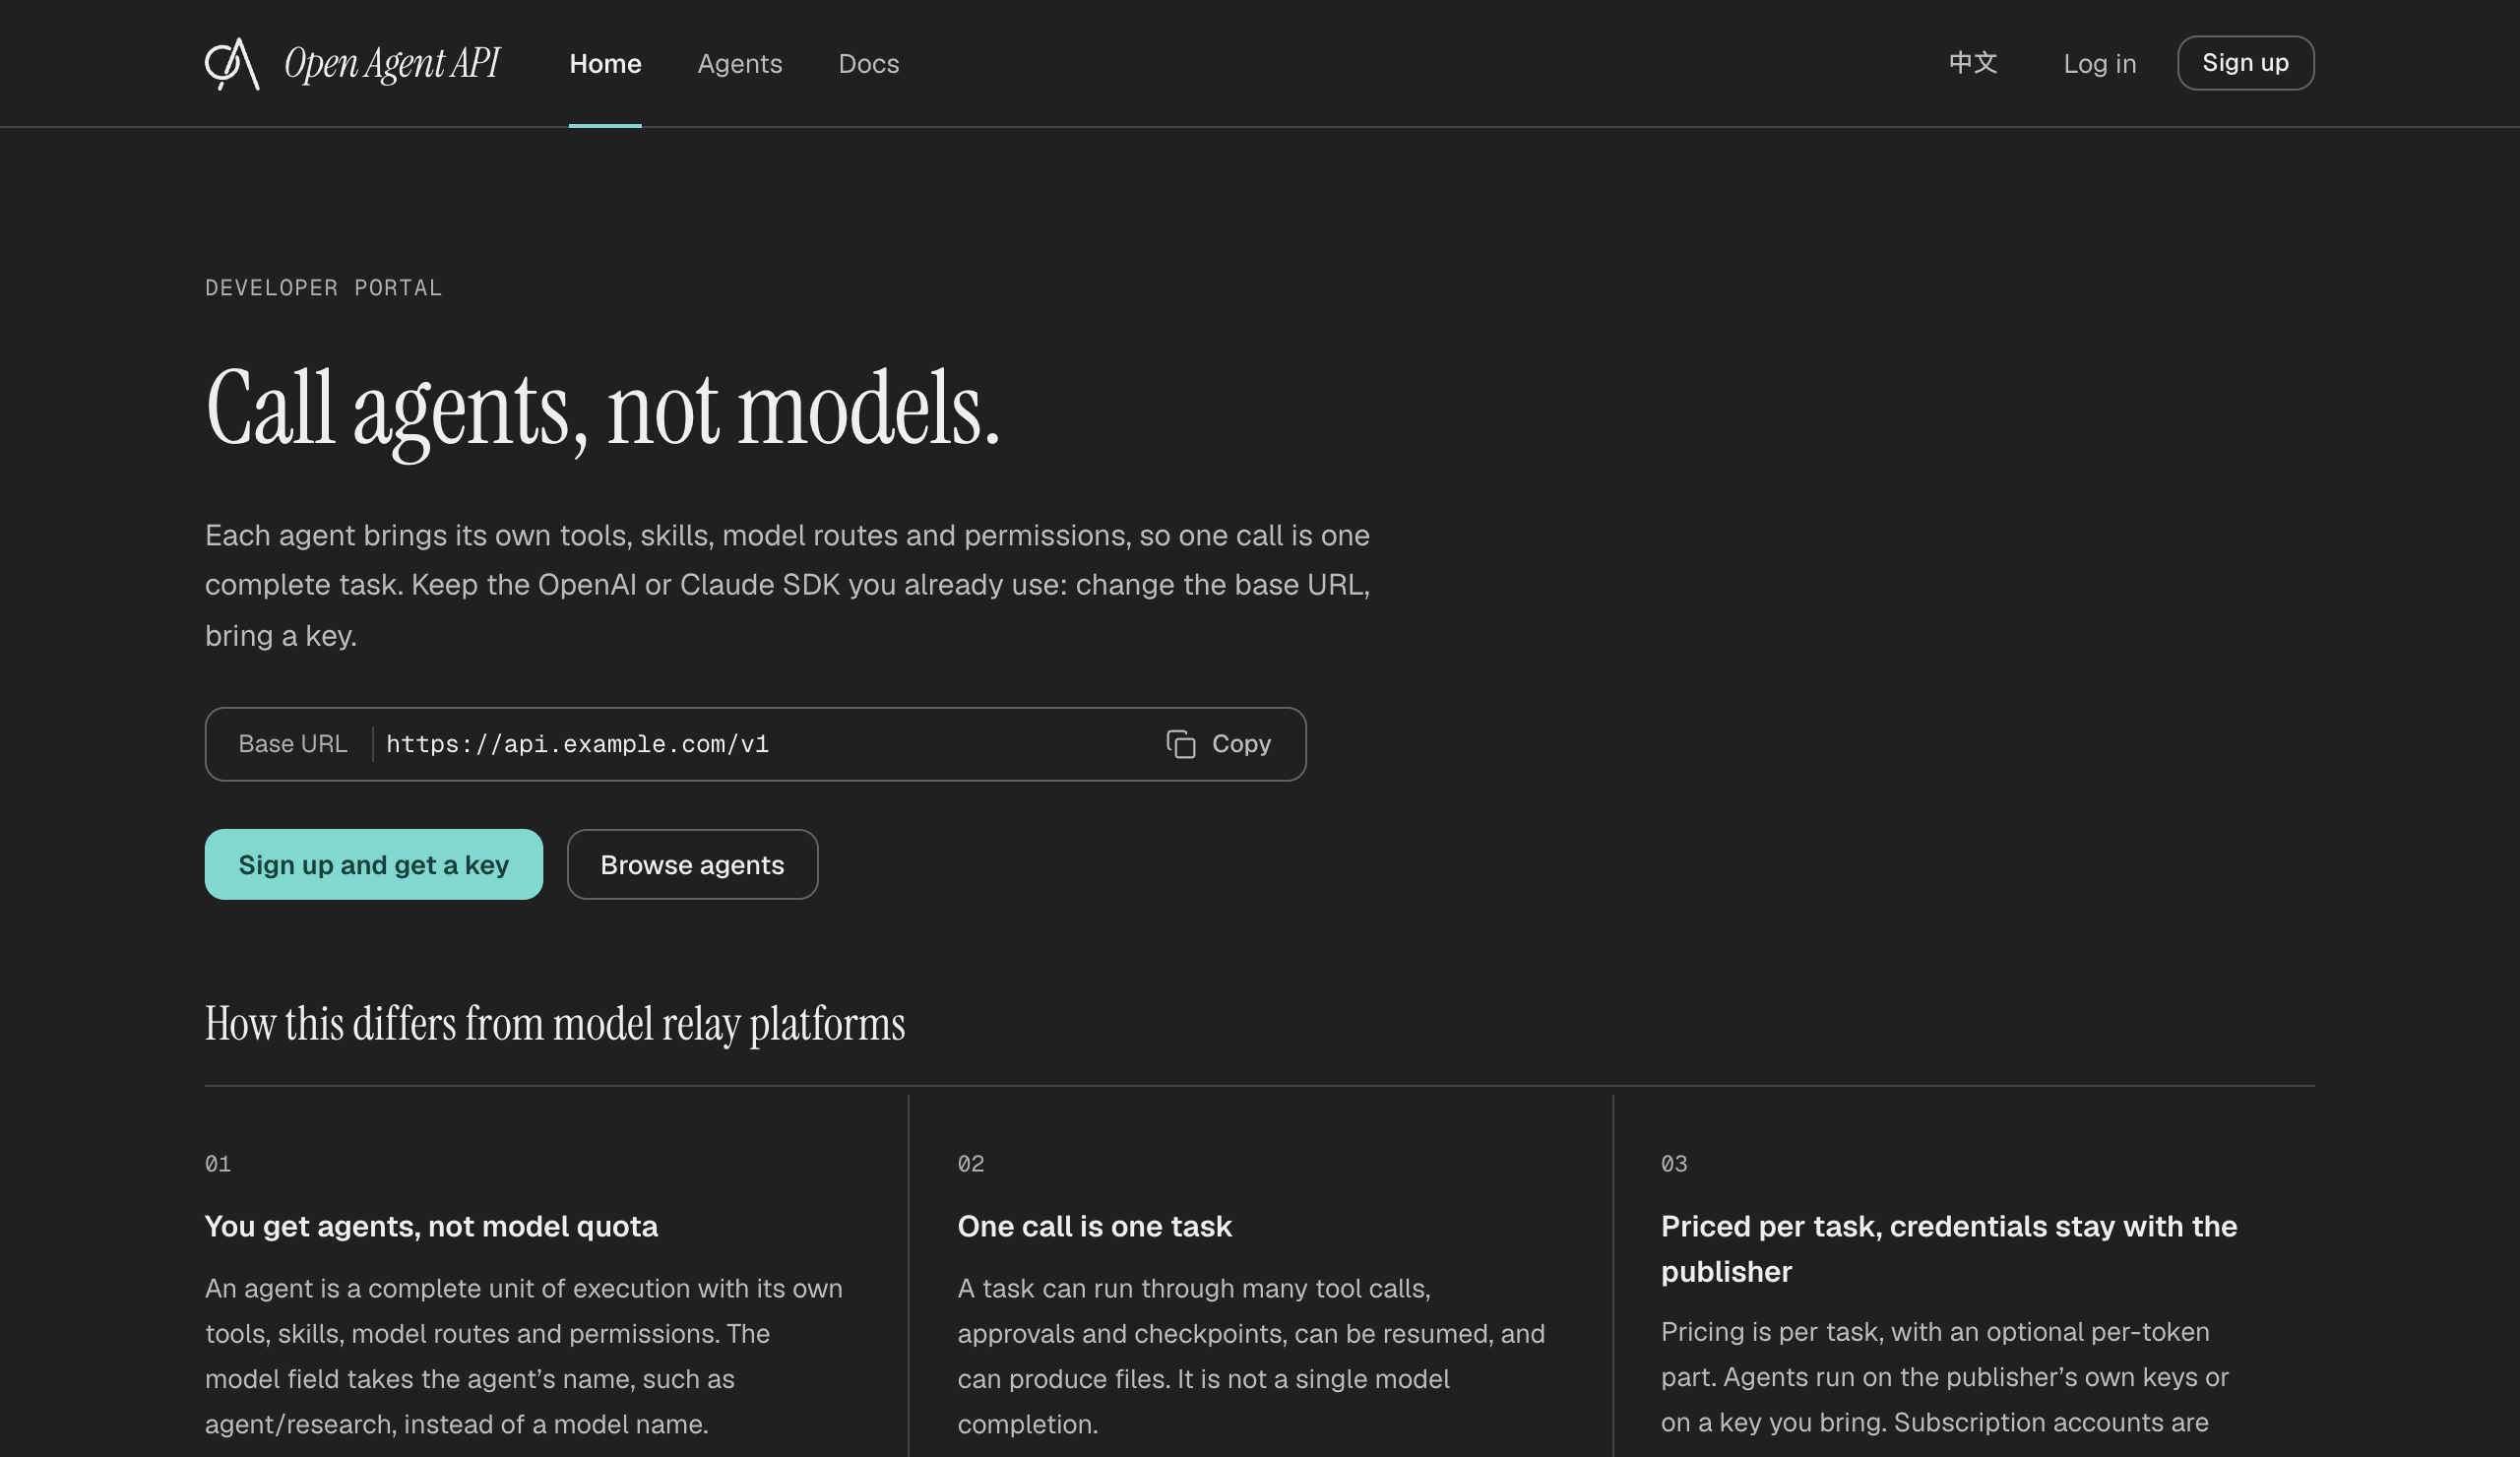 Open Agent API
Home
Agents
Docs
中文
Log in
Sign up
DEVELOPER PORTAL
Call agents, not models.
Each agent brings its own tools, skills, model routes and permissions, so one call is one
complete task. Keep the OpenAI or Claude SDK you already use: change the base URL,
bring a key.
Base URL
https://api.example.com/v1
Copy
Sign up and get a key
Browse agents
How this differs from model relay platforms
01
You get agents, not model quota
An agent is a complete unit of execution with its own
tools, skills, model routes and permissions. The
model field takes the agent’s name, such as
agent/research, instead of a model name.
02
One call is one task
A task can run through many tool calls,
approvals and checkpoints, can be resumed, and
can produce files. It is not a single model
completion.
03
Priced per task, credentials stay with the
publisher
Pricing is per task, with an optional per-token
part. Agents run on the publisher’s own keys or
on a key you bring. Subscription accounts are